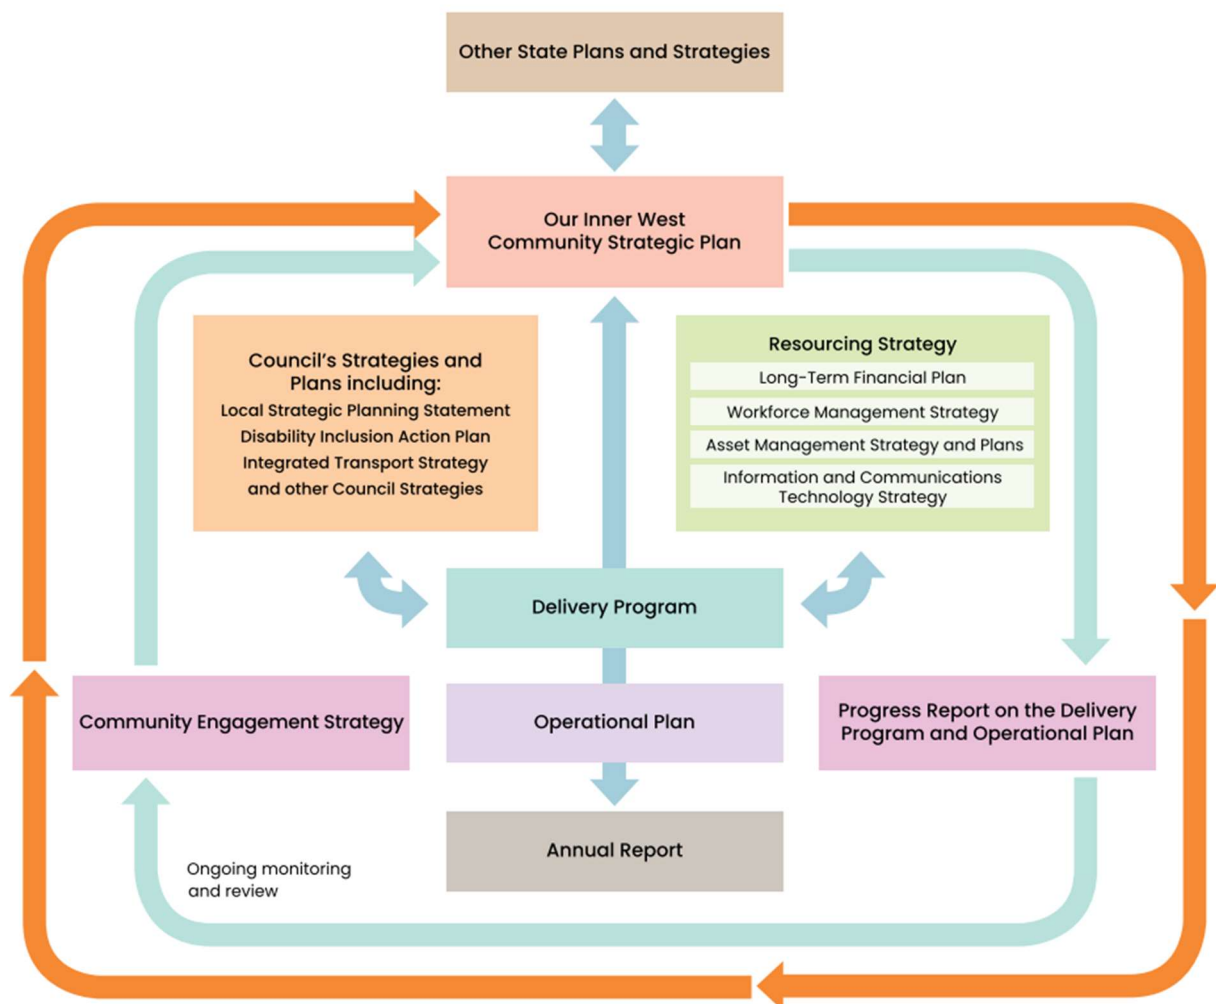 Other State Plans and Strategies
Our Inner West
Community Strategic Plan
Council's Strategies and
Plans including:
Local Strategic Planning Statement
Disability Inclusion Action Plan
Integrated Transport Strategy
and other Council Strategies
Resourcing Strategy
Long-Term Financial Plan
Workforce Management Strategy
Asset Management Strategy and Plans
Information and Communications
Technology Strategy
Delivery Program
Community Engagement Strategy
Operational Plan
Progress Report on the Delivery
Program and Operational Plan
Annual Report
Ongoing monitoring
and review